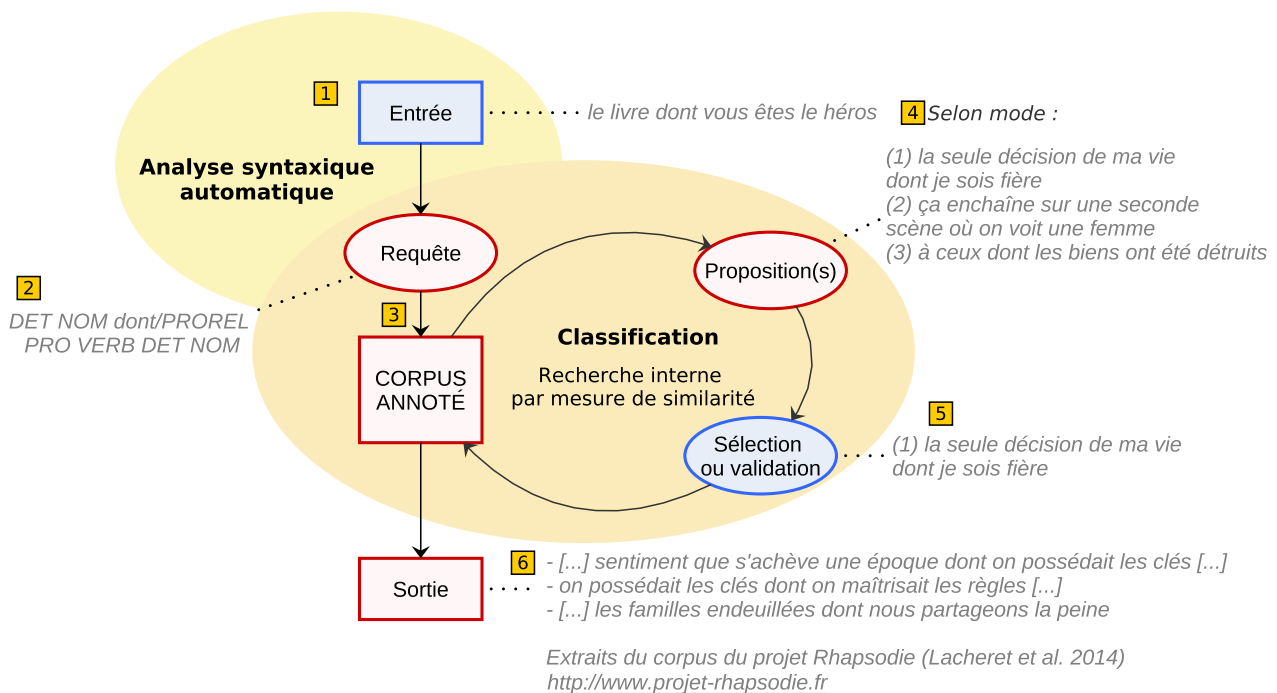 1
Entrée
le livre dont vous êtes le héros
4
Selon mode :
(1) la seule décision de ma vie
dont je sois fière
(2) ça enchaîne sur une seconde
scène où on voit une femme
(3) à ceux dont les biens ont été détruits
Analyse syntaxique
automatique
Requête
Proposition(s)
2
DET NOM dont/PROREL
PRO VERB DET NOM
3
CORPUS
ANNOTÉ
Classification
Recherche interne
par mesure de similarité
5
Sélection
ou validation
(1) la seule décision de ma vie
dont je sois fière
Sortie
6
- [...] sentiment que s'achève une époque dont on possédait les clés [...]
- on possédait les clés dont on maîtrisait les règles [...]
- [...] les familles endeuillées dont nous partageons la peine
Extraits du corpus du projet Rhapsodie (Lacheret et al. 2014)
http://www.projet-rhapsodie.fr